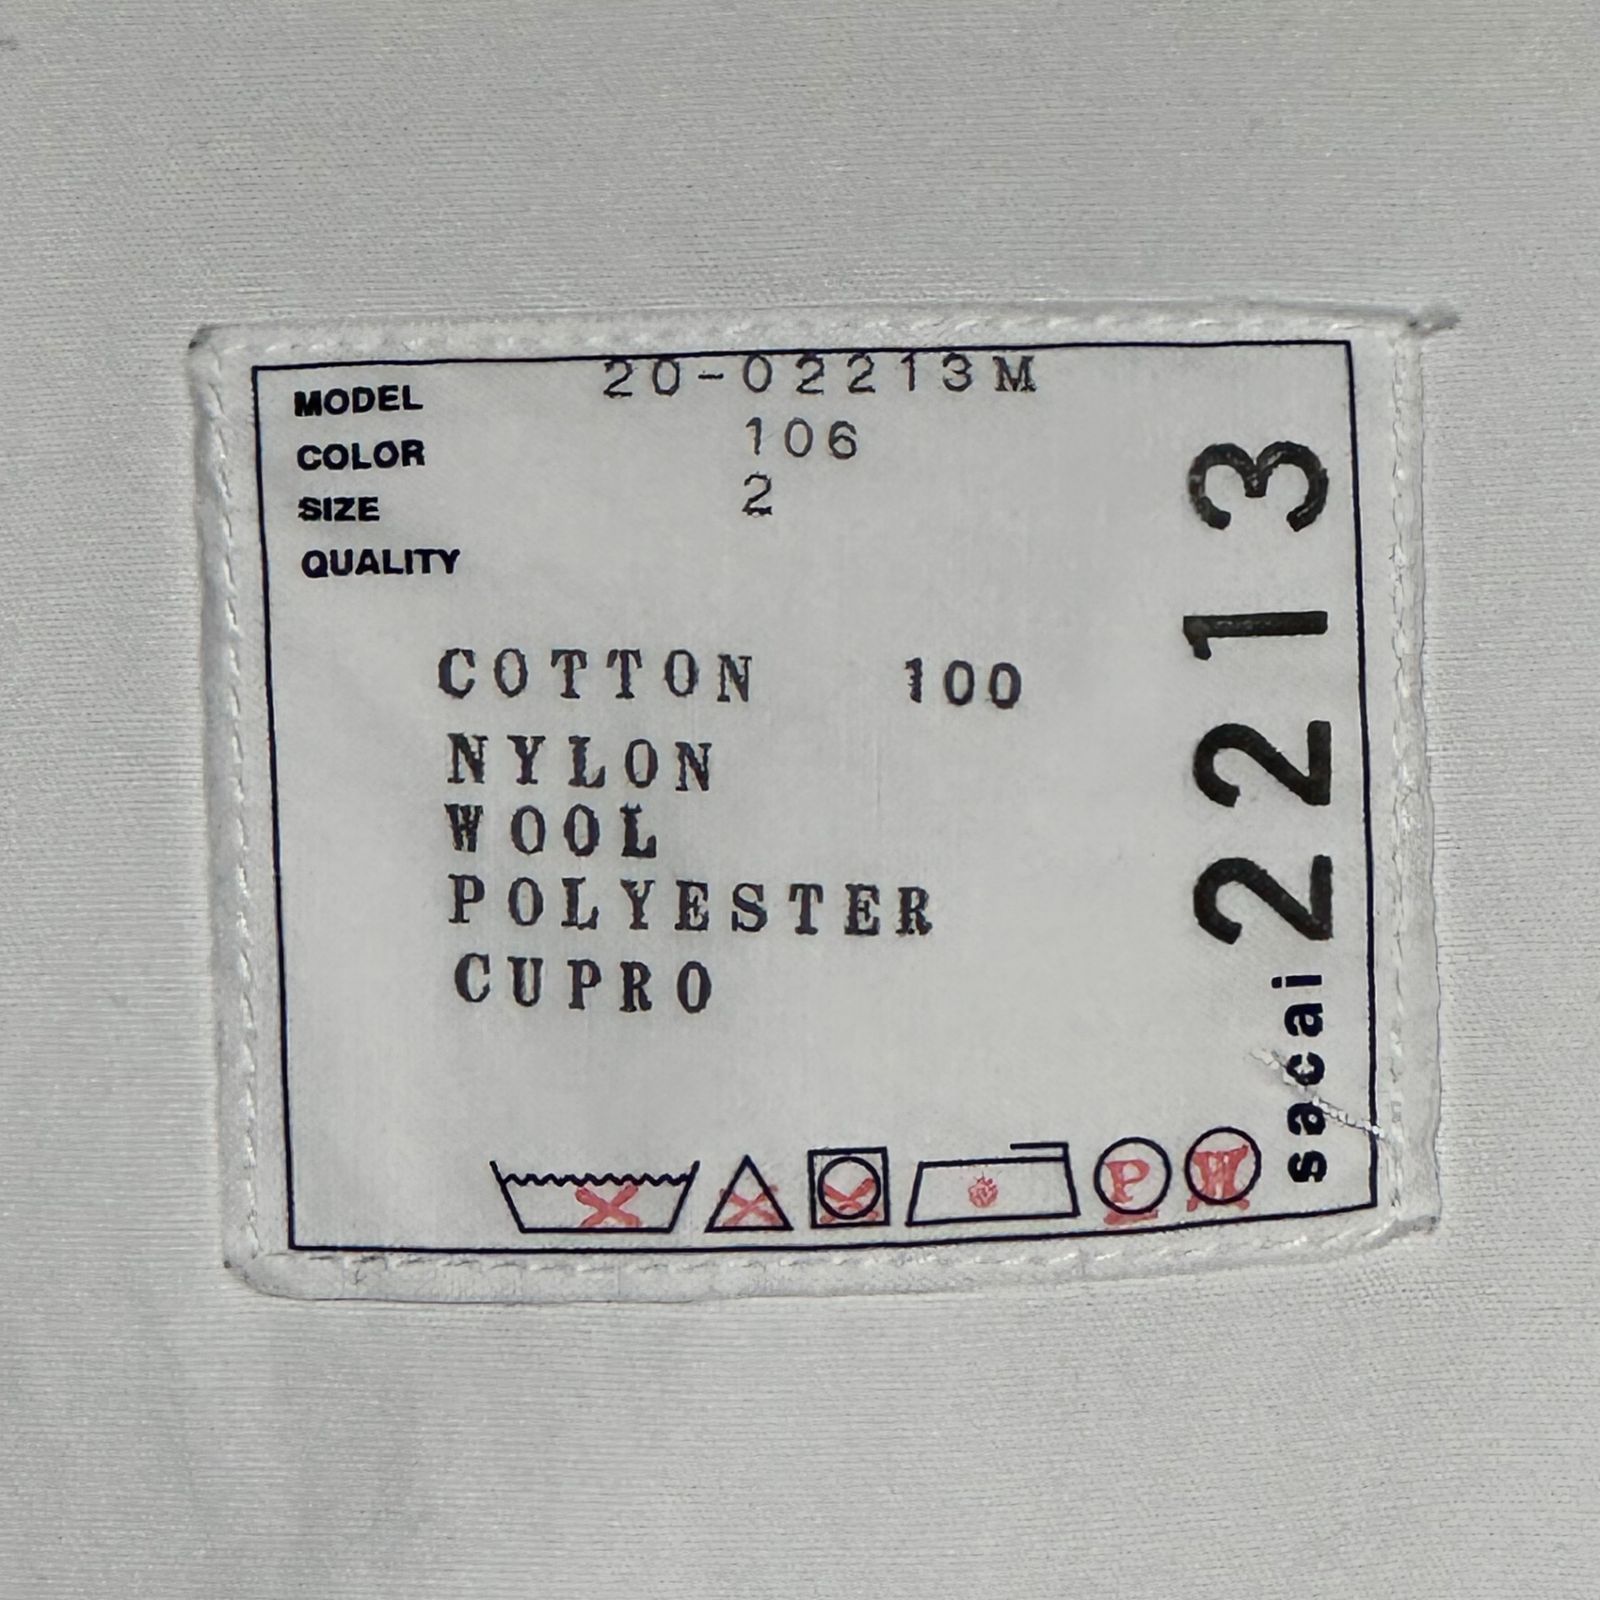 MODEL 20-02213M
COLOR 106
SIZE 2
QUALITY
COTTON 100
NYLON
WOOL
POLYESTER
CUPRO
P W
sacai 2213